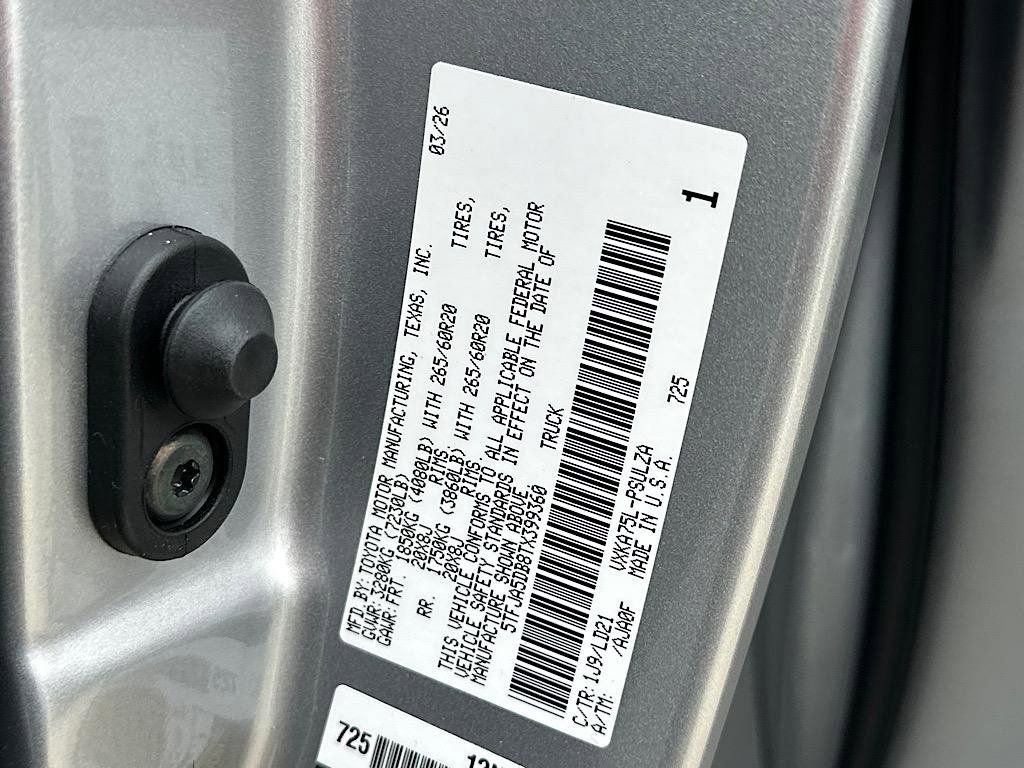 MFD.BY:TOYOTA MOTOR MANUFACTURING, TEXAS, INC. 03/26
GVWR:3280KG (7230LB)
GAWR:FRT. 1850KG (4080LB) WITH 265/60R20 TIRES,
20X8J RIMS
RR. 1750KG (3860LB) WITH 265/60R20 TIRES,
20X8J RIMS
THIS VEHICLE CONFORMS TO ALL APPLICABLE FEDERAL MOTOR
VEHICLE SAFETY STANDARDS IN EFFECT ON THE DATE OF
MANUFACTURE SHOWN ABOVE
5TFJA5DB8TX399360 TRUCK
C/TR:1J9/LD21 VXKA75L-PSULZA 725
A/TM: /AJA0F MADE IN U.S.A.
1
725